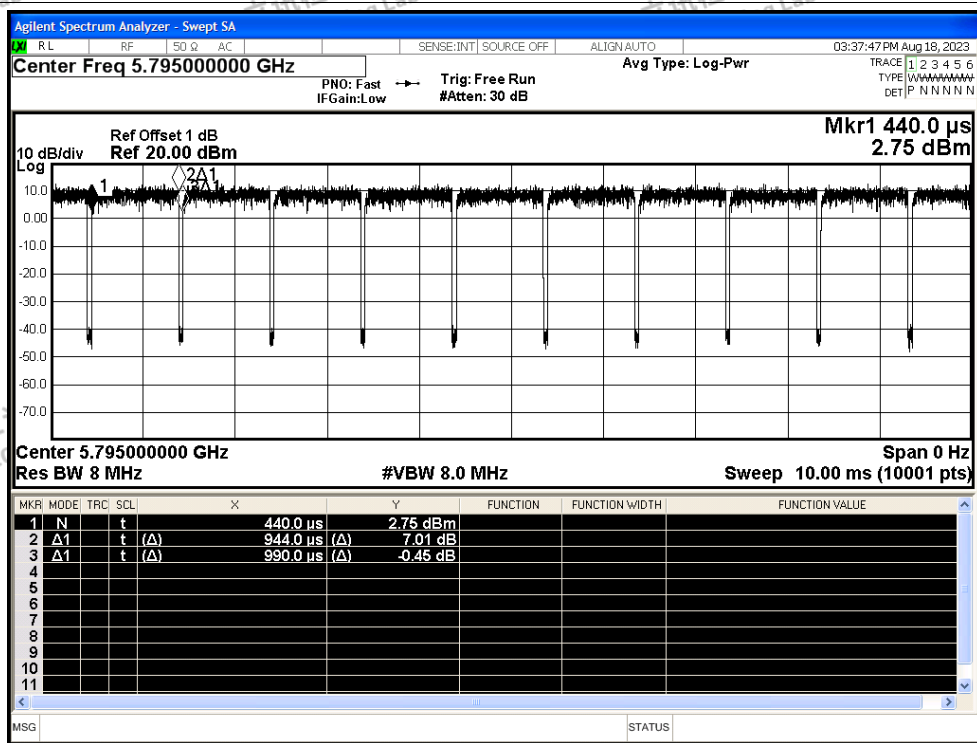 Agilent Spectrum Analyzer - Swept SA
LXI RL RF 50 Ω AC SENSE:INT SOURCE OFF ALIGN AUTO 03:37:47 PM Aug 18, 2023
Center Freq 5.795000000 GHz
PNO: Fast
IFGain:Low
Trig: Free Run
#Atten: 30 dB
Avg Type: Log-Pwr
TRACE 1 2 3 4 5 6
TYPE W
DET P N N N N N
Mkr1 440.0 µs
2.75 dBm
Ref Offset 1 dB
10 dB/div Ref 20.00 dBm
Log
10.0
0.00
-10.0
-20.0
-30.0
-40.0
-50.0
-60.0
-70.0
1
2Δ1
3Δ1
Center 5.795000000 GHz Span 0 Hz
Res BW 8 MHz #VBW 8.0 MHz Sweep 10.00 ms (10001 pts)
MKR MODE TRC SCL X Y FUNCTION FUNCTION WIDTH FUNCTION VALUE
1 N t 440.0 µs 2.75 dBm
2 Δ1 t (Δ) 944.0 µs (Δ) 7.01 dB
3 Δ1 t (Δ) 990.0 µs (Δ) -0.45 dB
4
5
6
7
8
9
10
11
MSG STATUS